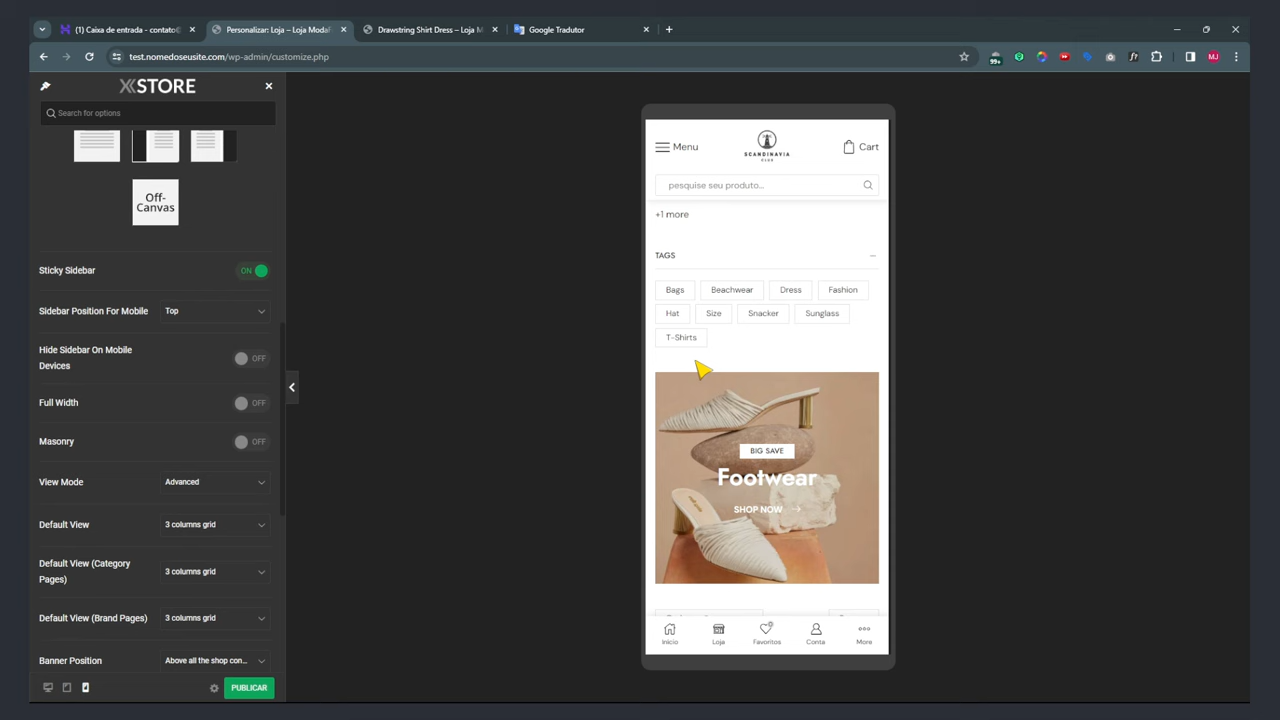 (1) Caixa de entrada - contato@
Personalizar: Loja – Loja Modal
Drawstring Shirt Dress – Loja M
Google Tradutor
test.nomedoseusite.com/wp-admin/customize.php
99+
f?
MJ
XSTORE
Search for options
Off-
Canvas
Sticky Sidebar
ON
Sidebar Position For Mobile
Top
Hide Sidebar On Mobile
Devices
OFF
Full Width
OFF
Masonry
OFF
View Mode
Advanced
Default View
3 columns grid
Default View (Category
Pages)
3 columns grid
Default View (Brand Pages)
3 columns grid
Banner Position
Above all the shop con...
PUBLICAR
Menu
SCANDINAVIA
Cart
pesquise seu produto...
+1 more
TAGS
Bags
Beachwear
Dress
Fashion
Hat
Size
Snacker
Sunglass
T-Shirts
BIG SAVE
Footwear
SHOP NOW
Início
Loja
Favoritos
Conta
More